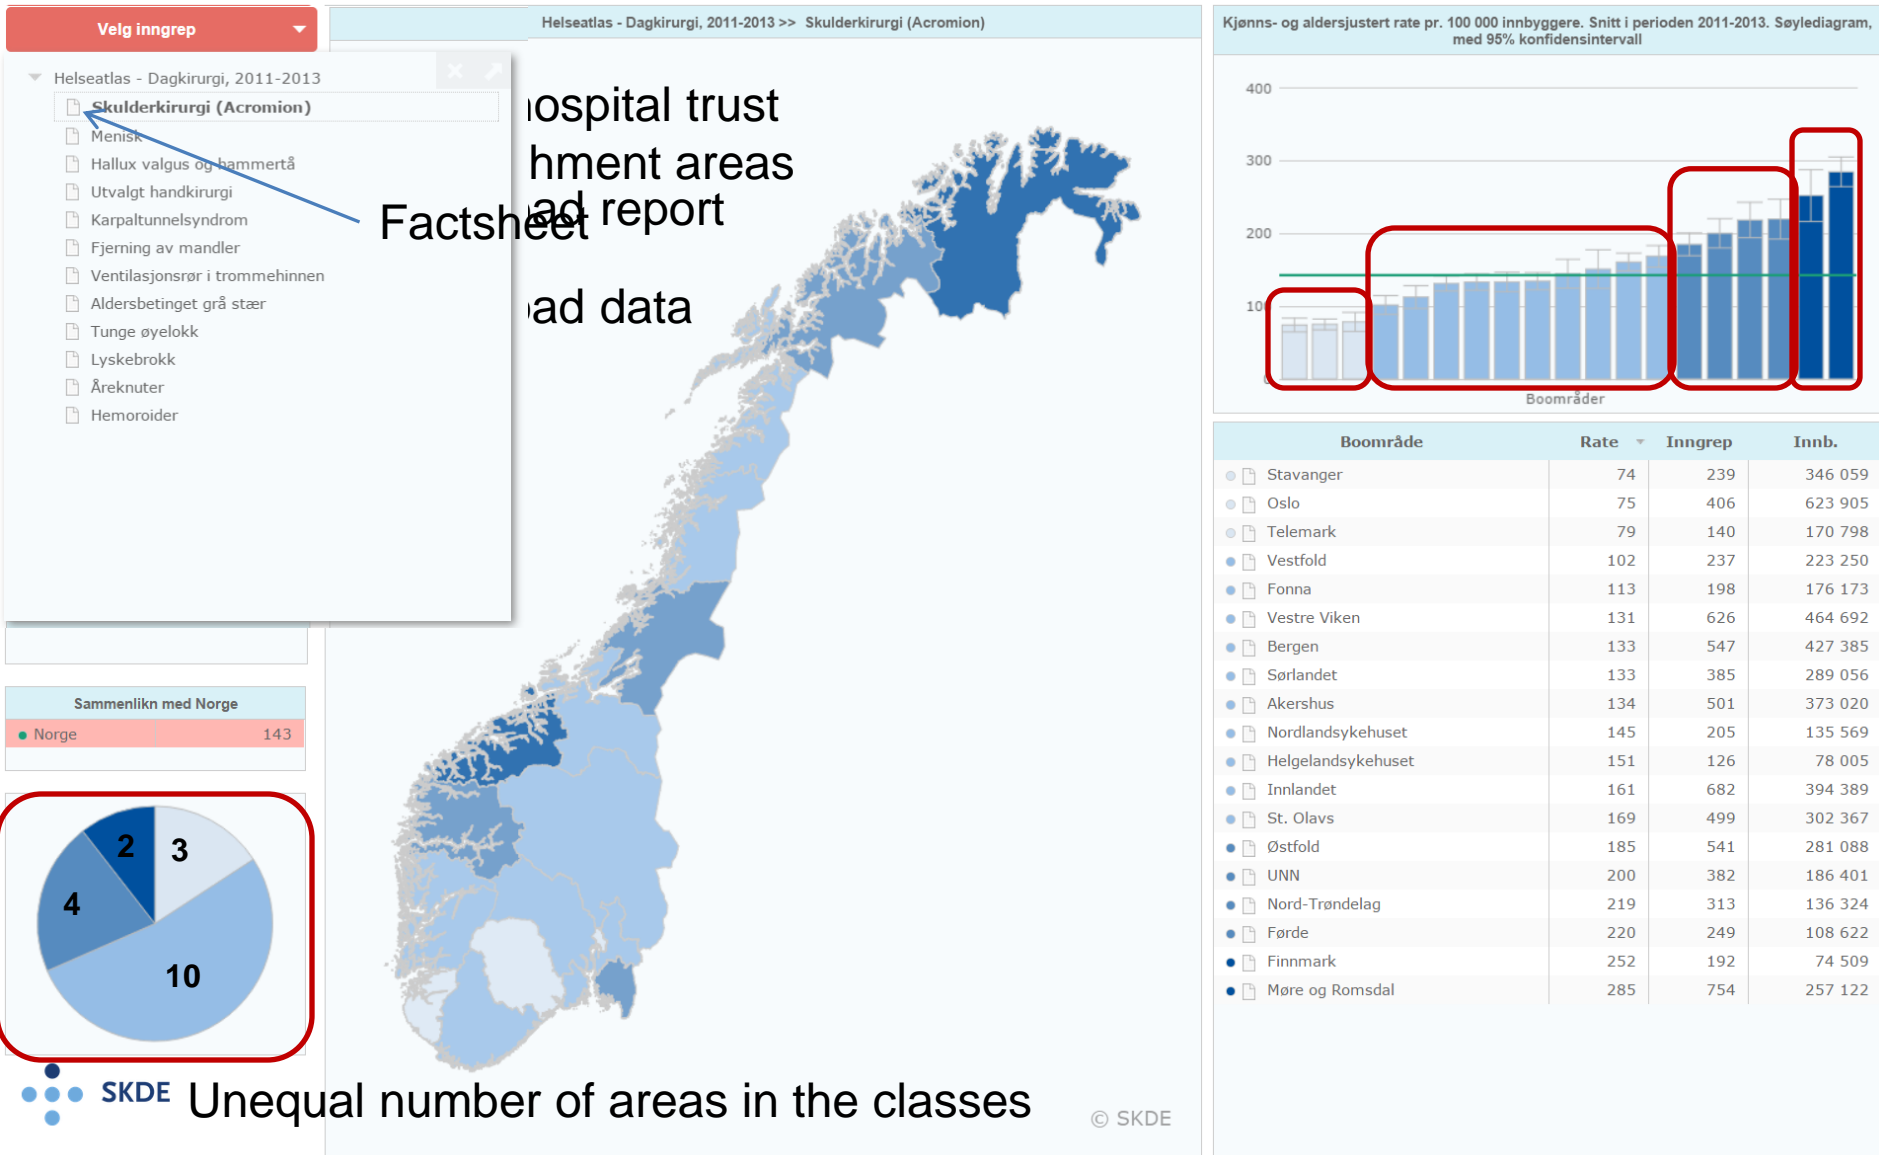 Velg inngrep
Helseatlas - Dagkirurgi, 2011-2013
Skulderkirurgi (Acromion)
Menisk
Hallux valgus og hammertå
Utvalgt handkirurgi
Karpaltunnelsyndrom
Fjerning av mandler
Ventilasjonsrør i trommehinnen
Aldersbetinget grå stær
Tunge øyelokk
Lyskebrokk
Åreknuter
Hemoroider
Factsheet
Helseatlas - Dagkirurgi, 2011-2013 >> Skulderkirurgi (Acromion)
ospital trust
hment areas
ad report
ad data
Sammenlikn med Norge
Norge 143
2
3
4
10
SKDE
Unequal number of areas in the classes
© SKDE
Kjønns- og aldersjustert rate pr. 100 000 innbyggere. Snitt i perioden 2011-2013. Søylediagram,
med 95% konfidensintervall
400
300
200
100
0
Boområder
Boområde Rate Inngrep Innb.
Stavanger 74 239 346 059
Oslo 75 406 623 905
Telemark 79 140 170 798
Vestfold 102 237 223 250
Fonna 113 198 176 173
Vestre Viken 131 626 464 692
Bergen 133 547 427 385
Sørlandet 133 385 289 056
Akershus 134 501 373 020
Nordlandsykehuset 145 205 135 569
Helgelandsykehuset 151 126 78 005
Innlandet 161 682 394 389
St. Olavs 169 499 302 367
Østfold 185 541 281 088
UNN 200 382 186 401
Nord-Trøndelag 219 313 136 324
Førde 220 249 108 622
Finnmark 252 192 74 509
Møre og Romsdal 285 754 257 122